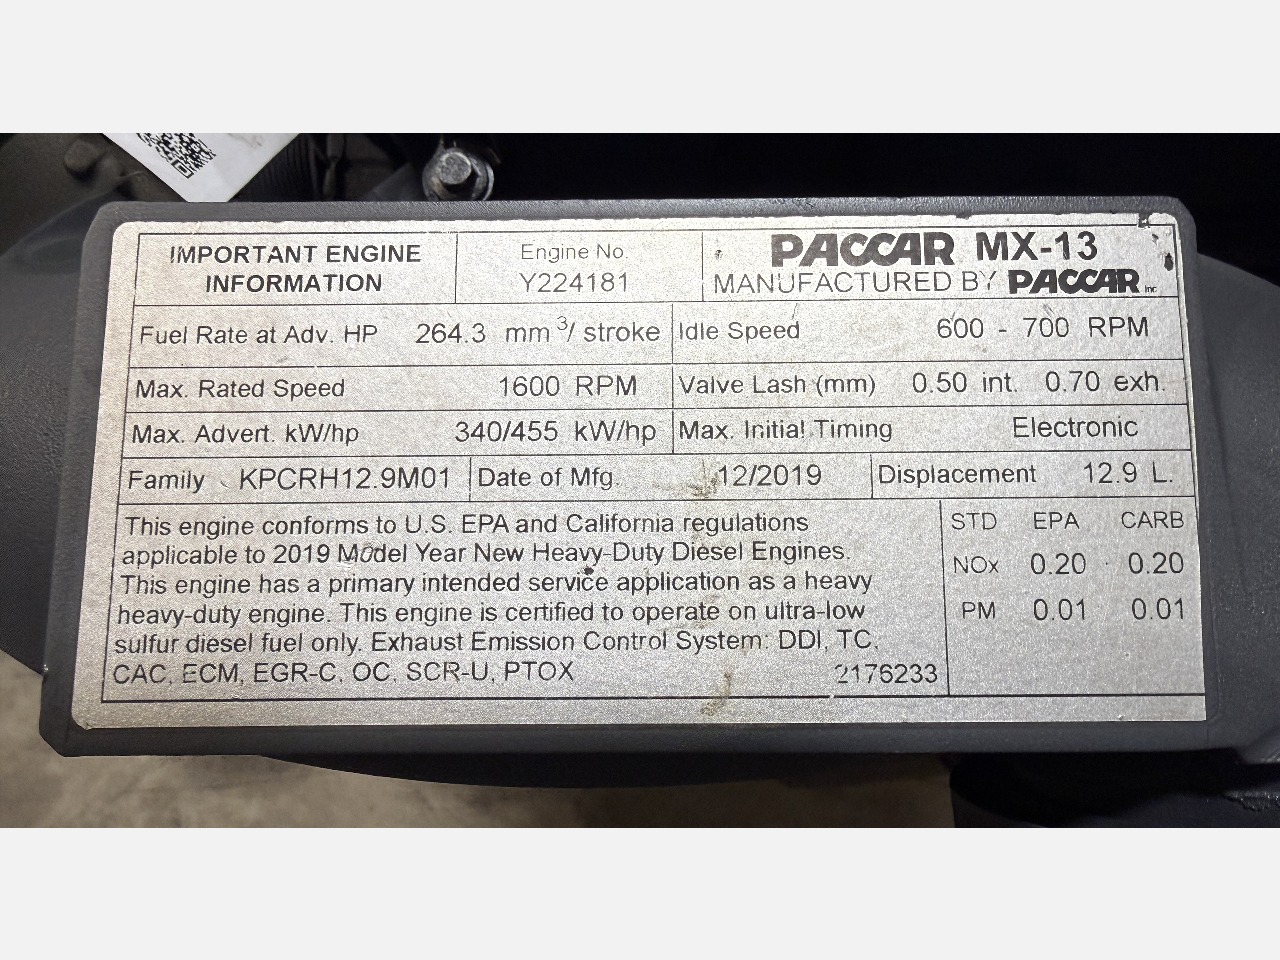 IMPORTANT ENGINE INFORMATION
Engine No.
Y224181
PACCAR MX-13
MANUFACTURED BY PACCAR Inc
Fuel Rate at Adv. HP 264.3 mm³/ stroke
Idle Speed 600 - 700 RPM
Max. Rated Speed 1600 RPM
Valve Lash (mm) 0.50 int. 0.70 exh.
Max. Advert. kW/hp 340/455 kW/hp
Max. Initial Timing Electronic
Family KPCRH12.9M01
Date of Mfg. 12/2019
Displacement 12.9 L.
This engine conforms to U.S. EPA and California regulations
applicable to 2019 Model Year New Heavy-Duty Diesel Engines.
This engine has a primary intended service application as a heavy
heavy-duty engine. This engine is certified to operate on ultra-low
sulfur diesel fuel only. Exhaust Emission Control System: DDI, TC,
CAC, ECM, EGR-C, OC, SCR-U, PTOX 2176233
STD EPA CARB
NOx 0.20 0.20
PM 0.01 0.01